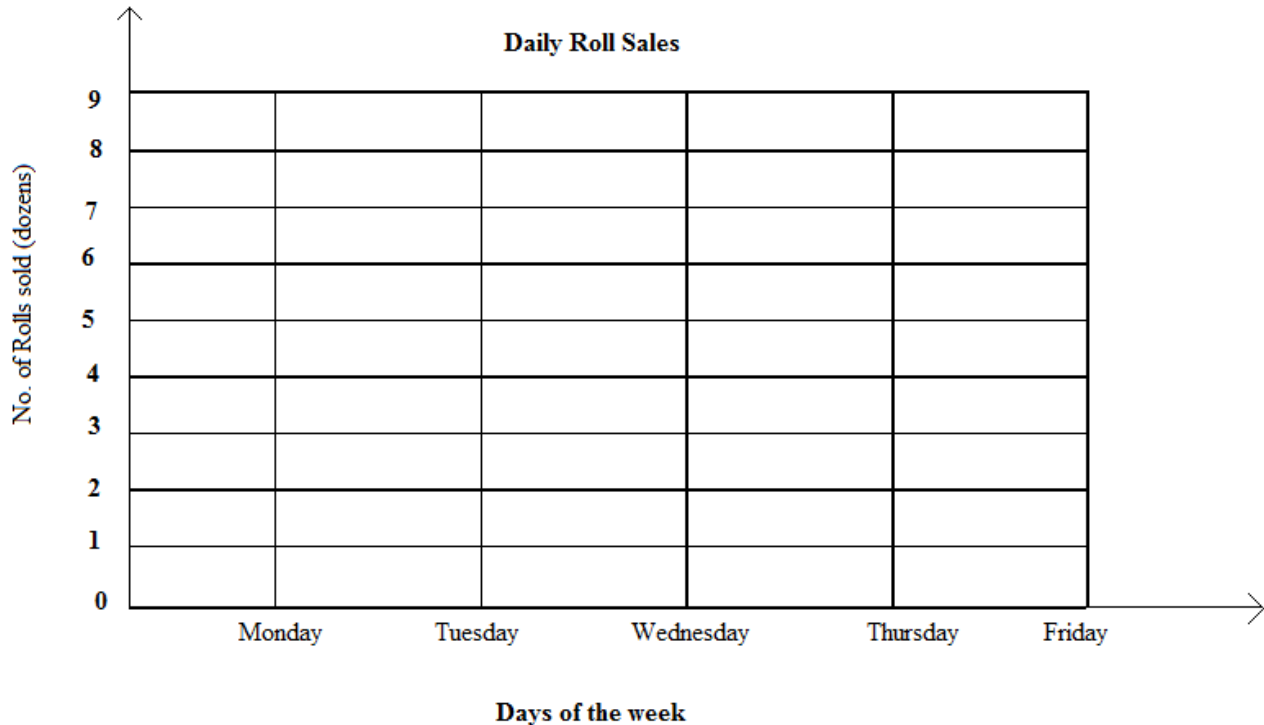 Daily Roll Sales
No. of Rolls sold (dozens)
9
8
7
6
5
4
3
2
1
0
Monday Tuesday Wednesday Thursday Friday
Days of the week